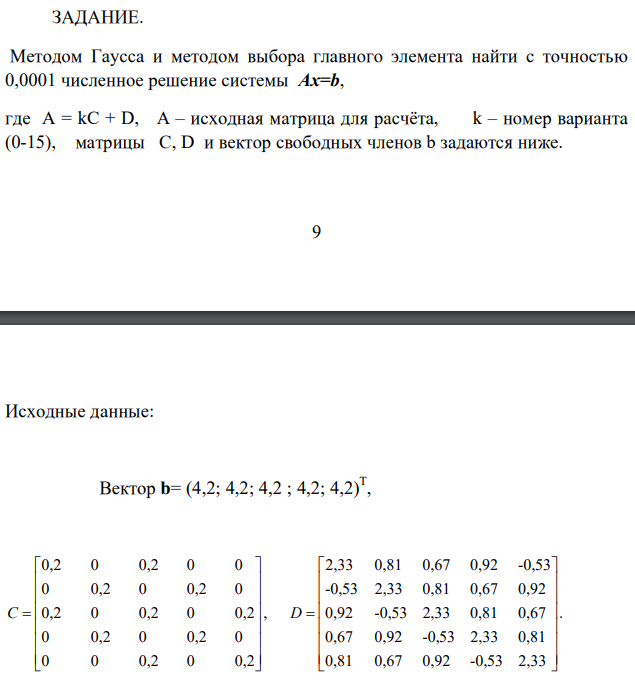 ЗАДАНИЕ.
Методом Гаусса и методом выбора главного элемента найти с точностью
0,0001 численное решение системы Ax=b,
где A = kC + D, A – исходная матрица для расчёта, k – номер варианта
(0-15), матрицы C, D и вектор свободных членов b задаются ниже.
9
Исходные данные:
Вектор b= (4,2; 4,2; 4,2 ; 4,2; 4,2)ᵀ,
0,2 0 0,2 0 0 2,33 0,81 0,67 0,92 -0,53
0 0,2 0 0,2 0 -0,53 2,33 0,81 0,67 0,92
C = 0,2 0 0,2 0 0,2 , D = 0,92 -0,53 2,33 0,81 0,67 .
0 0,2 0 0,2 0 0,67 0,92 -0,53 2,33 0,81
0 0 0,2 0 0,2 0,81 0,67 0,92 -0,53 2,33